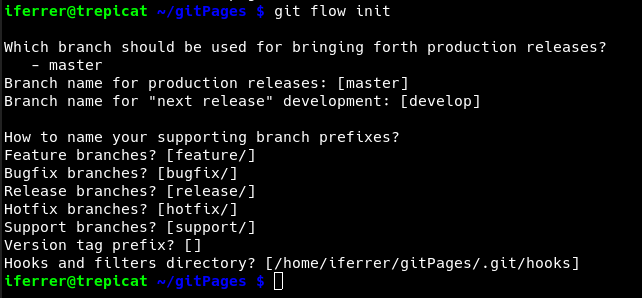 iferrer@trepicat ~/gitPages $ git flow init
Which branch should be used for bringing forth production releases?
   - master
Branch name for production releases: [master]
Branch name for "next release" development: [develop]
How to name your supporting branch prefixes?
Feature branches? [feature/]
Bugfix branches? [bugfix/]
Release branches? [release/]
Hotfix branches? [hotfix/]
Support branches? [support/]
Version tag prefix? []
Hooks and filters directory? [/home/iferrer/gitPages/.git/hooks]
iferrer@trepicat ~/gitPages $